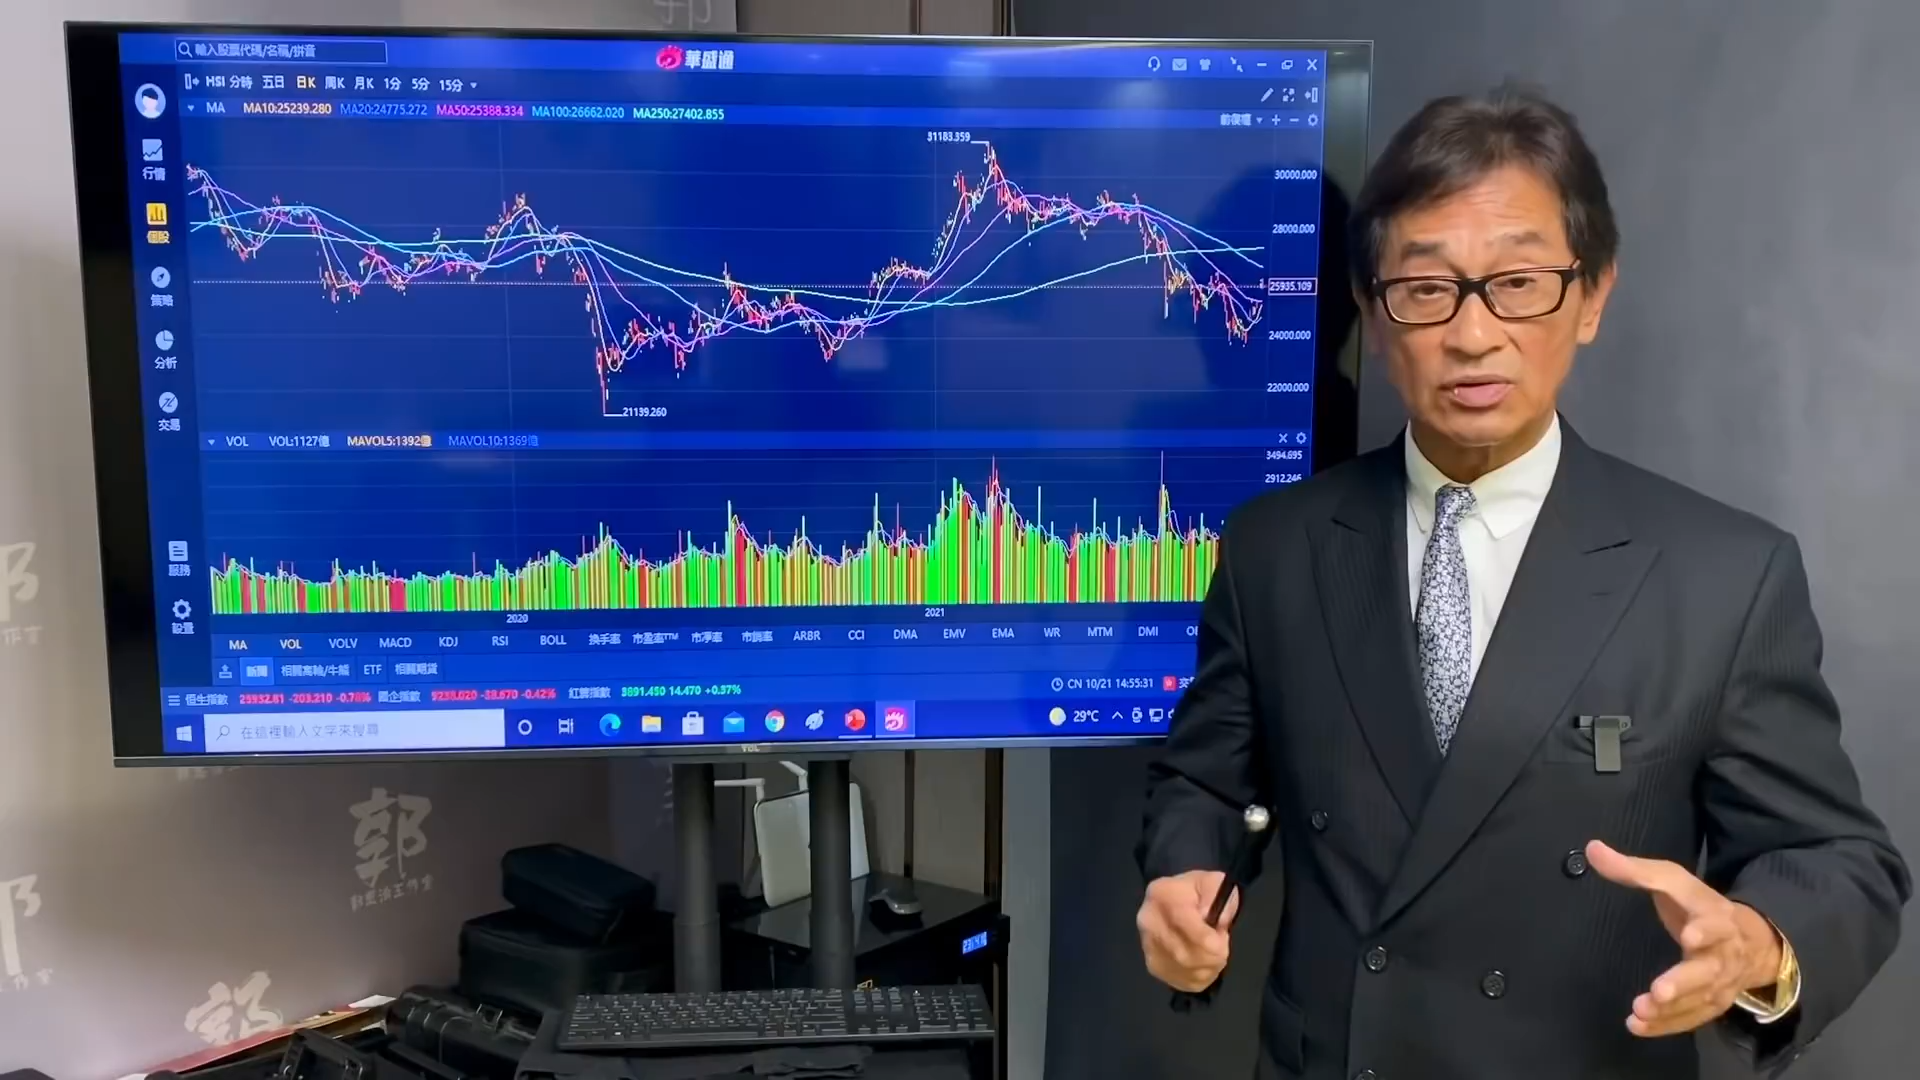 輸入股票代碼/名稱/拼音
華盛通
HSI 分時 五日 日K 周K 月K 1分 5分 15分
MA MA10:25239.280 MA20:24775.272 MA50:25388.334 MA100:26662.020 MA250:27402.855
前復權
31183.359
30000.000
28000.000
25935.109
24000.000
22000.000
21139.260
行情
個股
策略
分析
交易
服務
設置
VOL VOL:1127億 MAVOL5:1392億 MAVOL10:1369億
3494.695
2912.246
2020
2021
MA VOL VOLV MACD KDJ RSI BOLL 換手率 市盈率TTM 市凈率 市銷率 ARBR CCI DMA EMV EMA WR MTM DMI
新聞 相關窩輪/牛熊 ETF 相關期貨
恒生指數 25932.81 -203.210 -0.78% 國企指數 9238.020 -38.670 -0.42% 紅籌指數 3891.450 14.470 +0.37%
CN 10/21 14:55:31
在這裡輸入文字來搜尋
29°C
TCL
郭
郭
郭